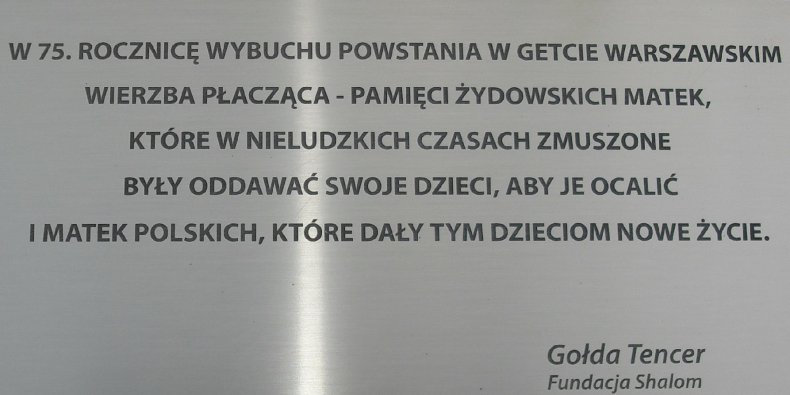 W 75. ROCZNICĘ WYBUCHU POWSTANIA W GETCIE WARSZAWSKIM
WIERZBA PŁACZĄCA - PAMIĘCI ŻYDOWSKICH MATEK,
KTÓRE W NIELUDZKICH CZASACH ZMUSZONE
BYŁY ODDAWAĆ SWOJE DZIECI, ABY JE OCALIĆ
I MATEK POLSKICH, KTÓRE DAŁY TYM DZIECIOM NOWE ŻYCIE.
Gołda Tencer
Fundacja Shalom